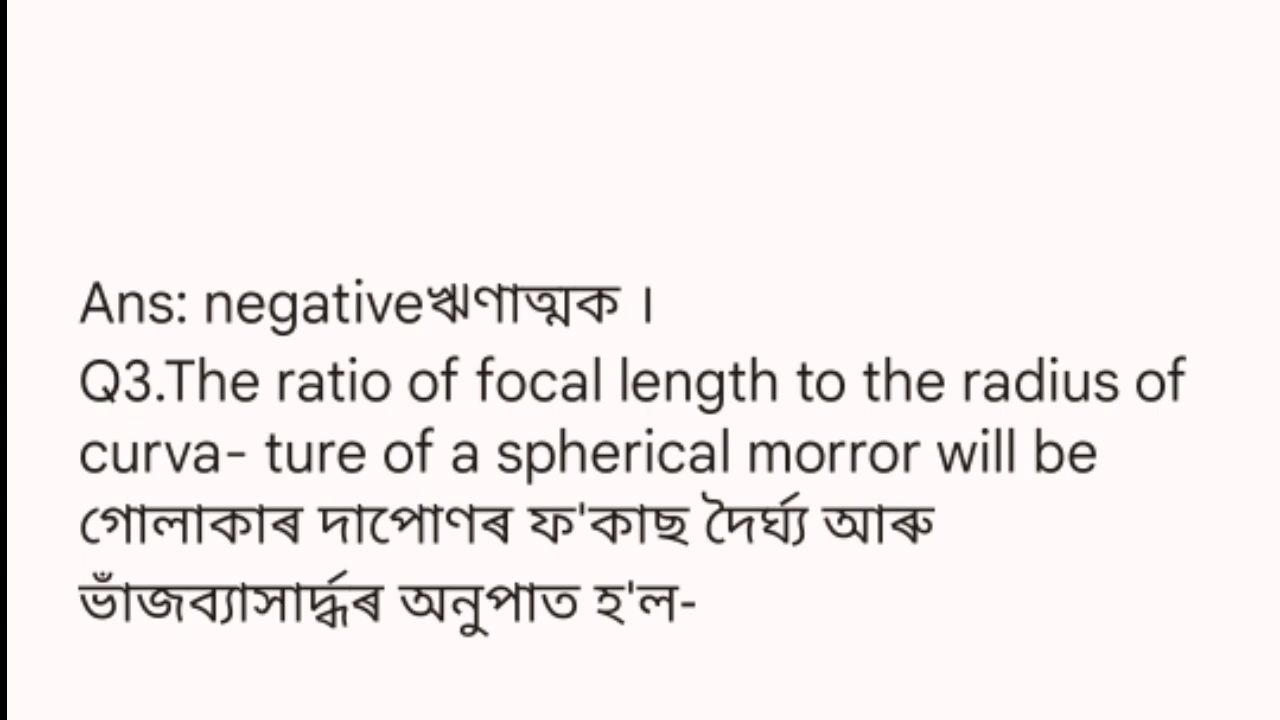 Ans: negativeঋণাত্মক ।
Q3.The ratio of focal length to the radius of
curva- ture of a spherical morror will be
গোলাকাৰ দাপোণৰ ফ'কাছ দৈৰ্ঘ্য আৰু
ভাঁজব্যাসাৰ্দ্ধৰ অনুপাত হ'ল-